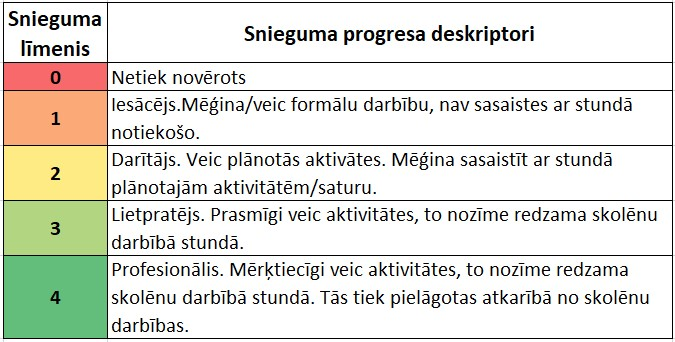 Snieguma
līmenis
Snieguma progresa deskriptori
0
Netiek novērots
1
Iesācējs.Mēģina/veic formālu darbību, nav sasaistes ar stundā
notiekošo.
2
Darītājs. Veic plānotās aktivātes. Mēģina sasaistīt ar stundā
plānotajām aktivitātēm/saturu.
3
Lietpratējs. Prasmīgi veic aktivitātes, to nozīme redzama skolēnu
darbībā stundā.
4
Profesionālis. Mērķtiecīgi veic aktivitātes, to nozīme redzama
skolēnu darbībā stundā. Tās tiek pielāgotas atkarībā no skolēnu
darbības.